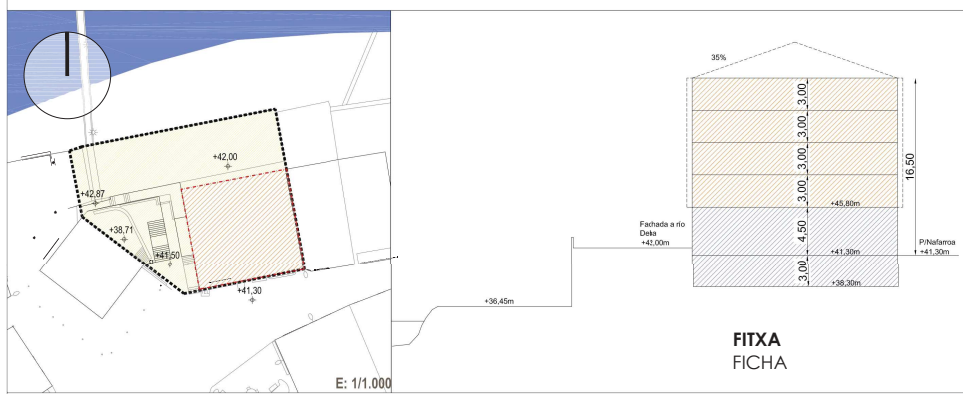 +42,00
+42,87
+38,71
+41,50
+41,30
E: 1/1.000
35%
3,00
3,00
3,00
3,00
16,50
+45,80m
Fachada a río
Deba
+42,00m
4,50
P/Nafarroa
+41,30m
+41,30m
3,00
+38,30m
+36,45m
FITXA
FICHA